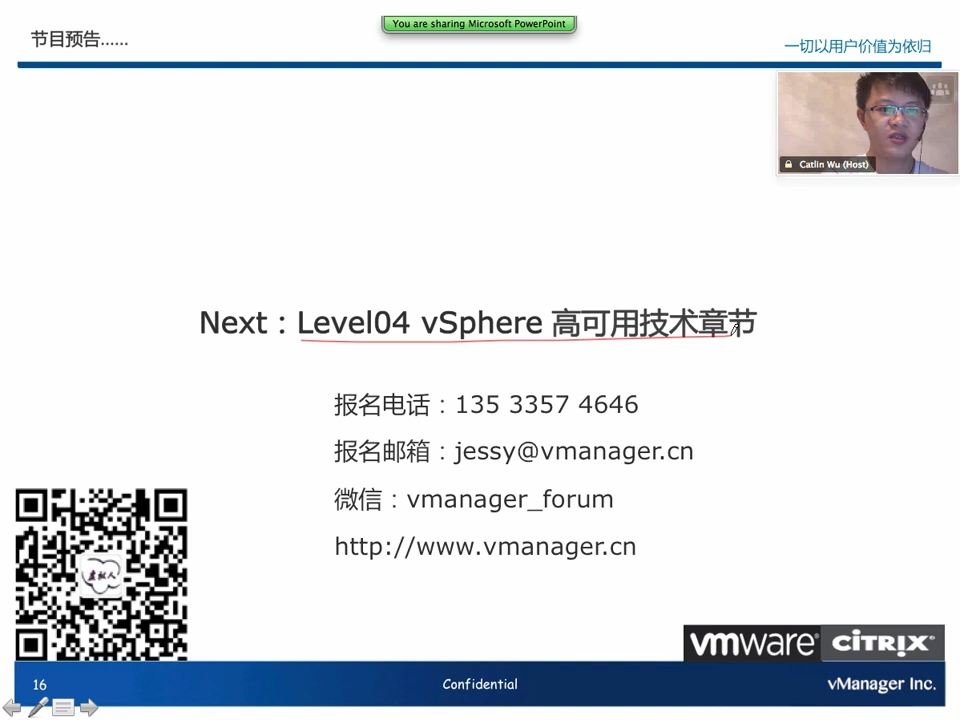 You are sharing Microsoft PowerPoint
节目预告......
一切以用户价值为依归
Catlin Wu (Host)
Next：Level04 vSphere 高可用技术章节
报名电话：135 3357 4646
报名邮箱：jessy@vmanager.cn
微信：vmanager_forum
http://www.vmanager.cn
虚拟人
vmware® CITRIX®
16
Confidential
vManager Inc.